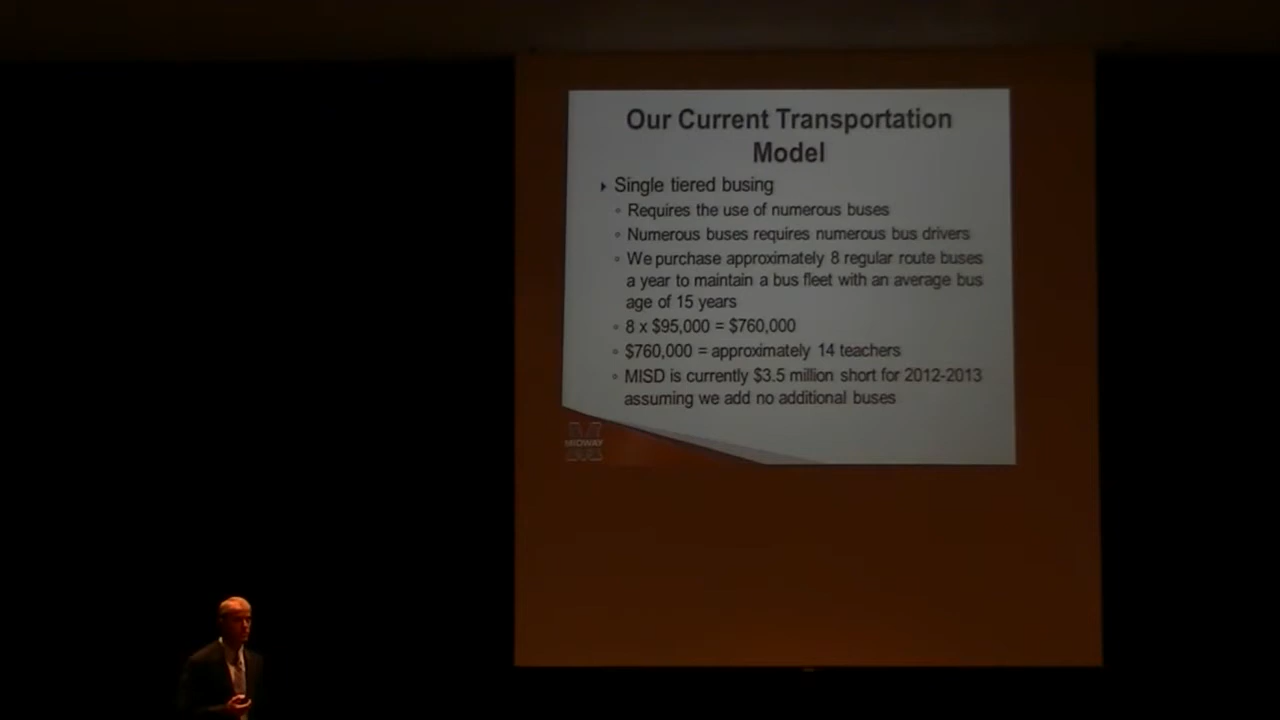 Our Current Transportation
Model
Single tiered busing
Requires the use of numerous buses
Numerous buses requires numerous bus drivers
We purchase approximately 8 regular route buses
a year to maintain a bus fleet with an average bus
age of 15 years
8 x $95,000 = $760,000
$760,000 = approximately 14 teachers
MISD is currently $3.5 million short for 2012-2013
assuming we add no additional buses
MIDWAY